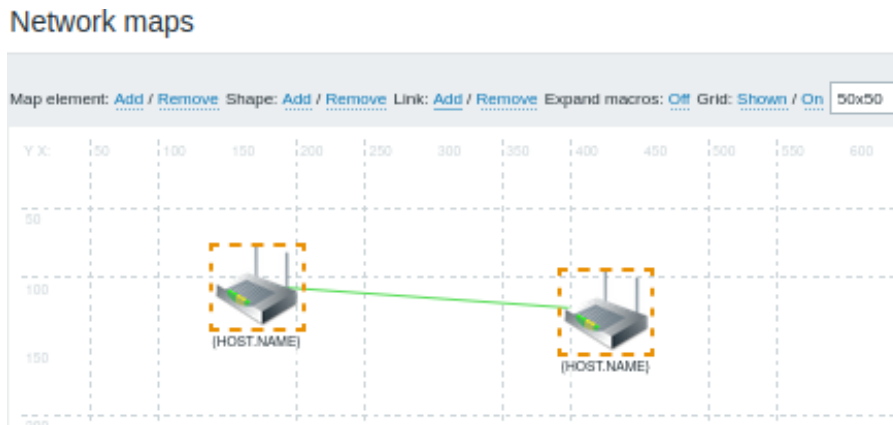 Network maps
Map element: Add / Remove Shape: Add / Remove Link: Add / Remove Expand macros: Off Grid: Shown / On 50x50
Y X: 50 100 150 200 250 300 350 400 450 500 550 600
50
100
{HOST.NAME}
150
{HOST.NAME}
200